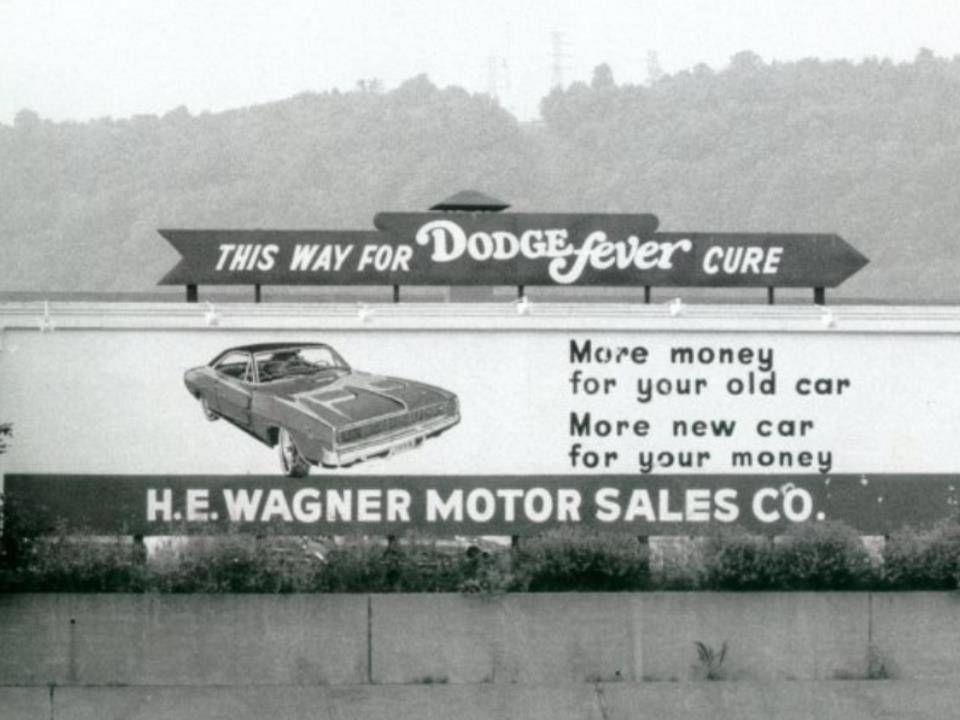 THIS WAY FOR DODGE fever CURE
More money
for your old car
More new car
for your money
H.E. WAGNER MOTOR SALES CO.